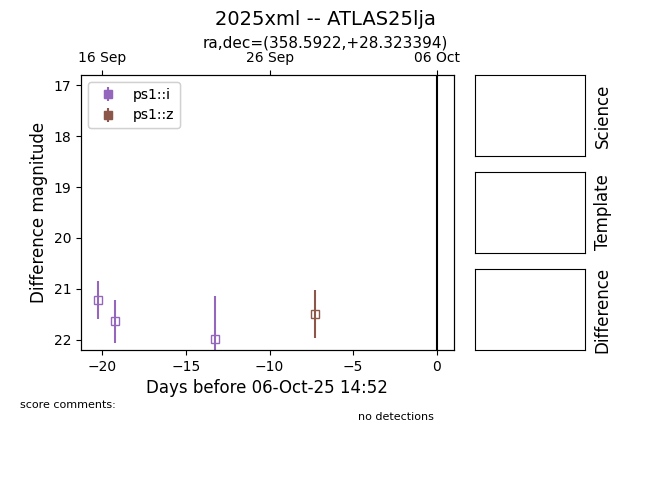 2025xml -- ATLAS25lja
ra,dec=(358.5922,+28.323394)
16 Sep 26 Sep 06 Oct
ps1::i
ps1::z
17
18
19
20
21
22
Difference magnitude
−20 −15 −10 −5 0
Days before 06-Oct-25 14:52
Science
Template
Difference
score comments:
no detections